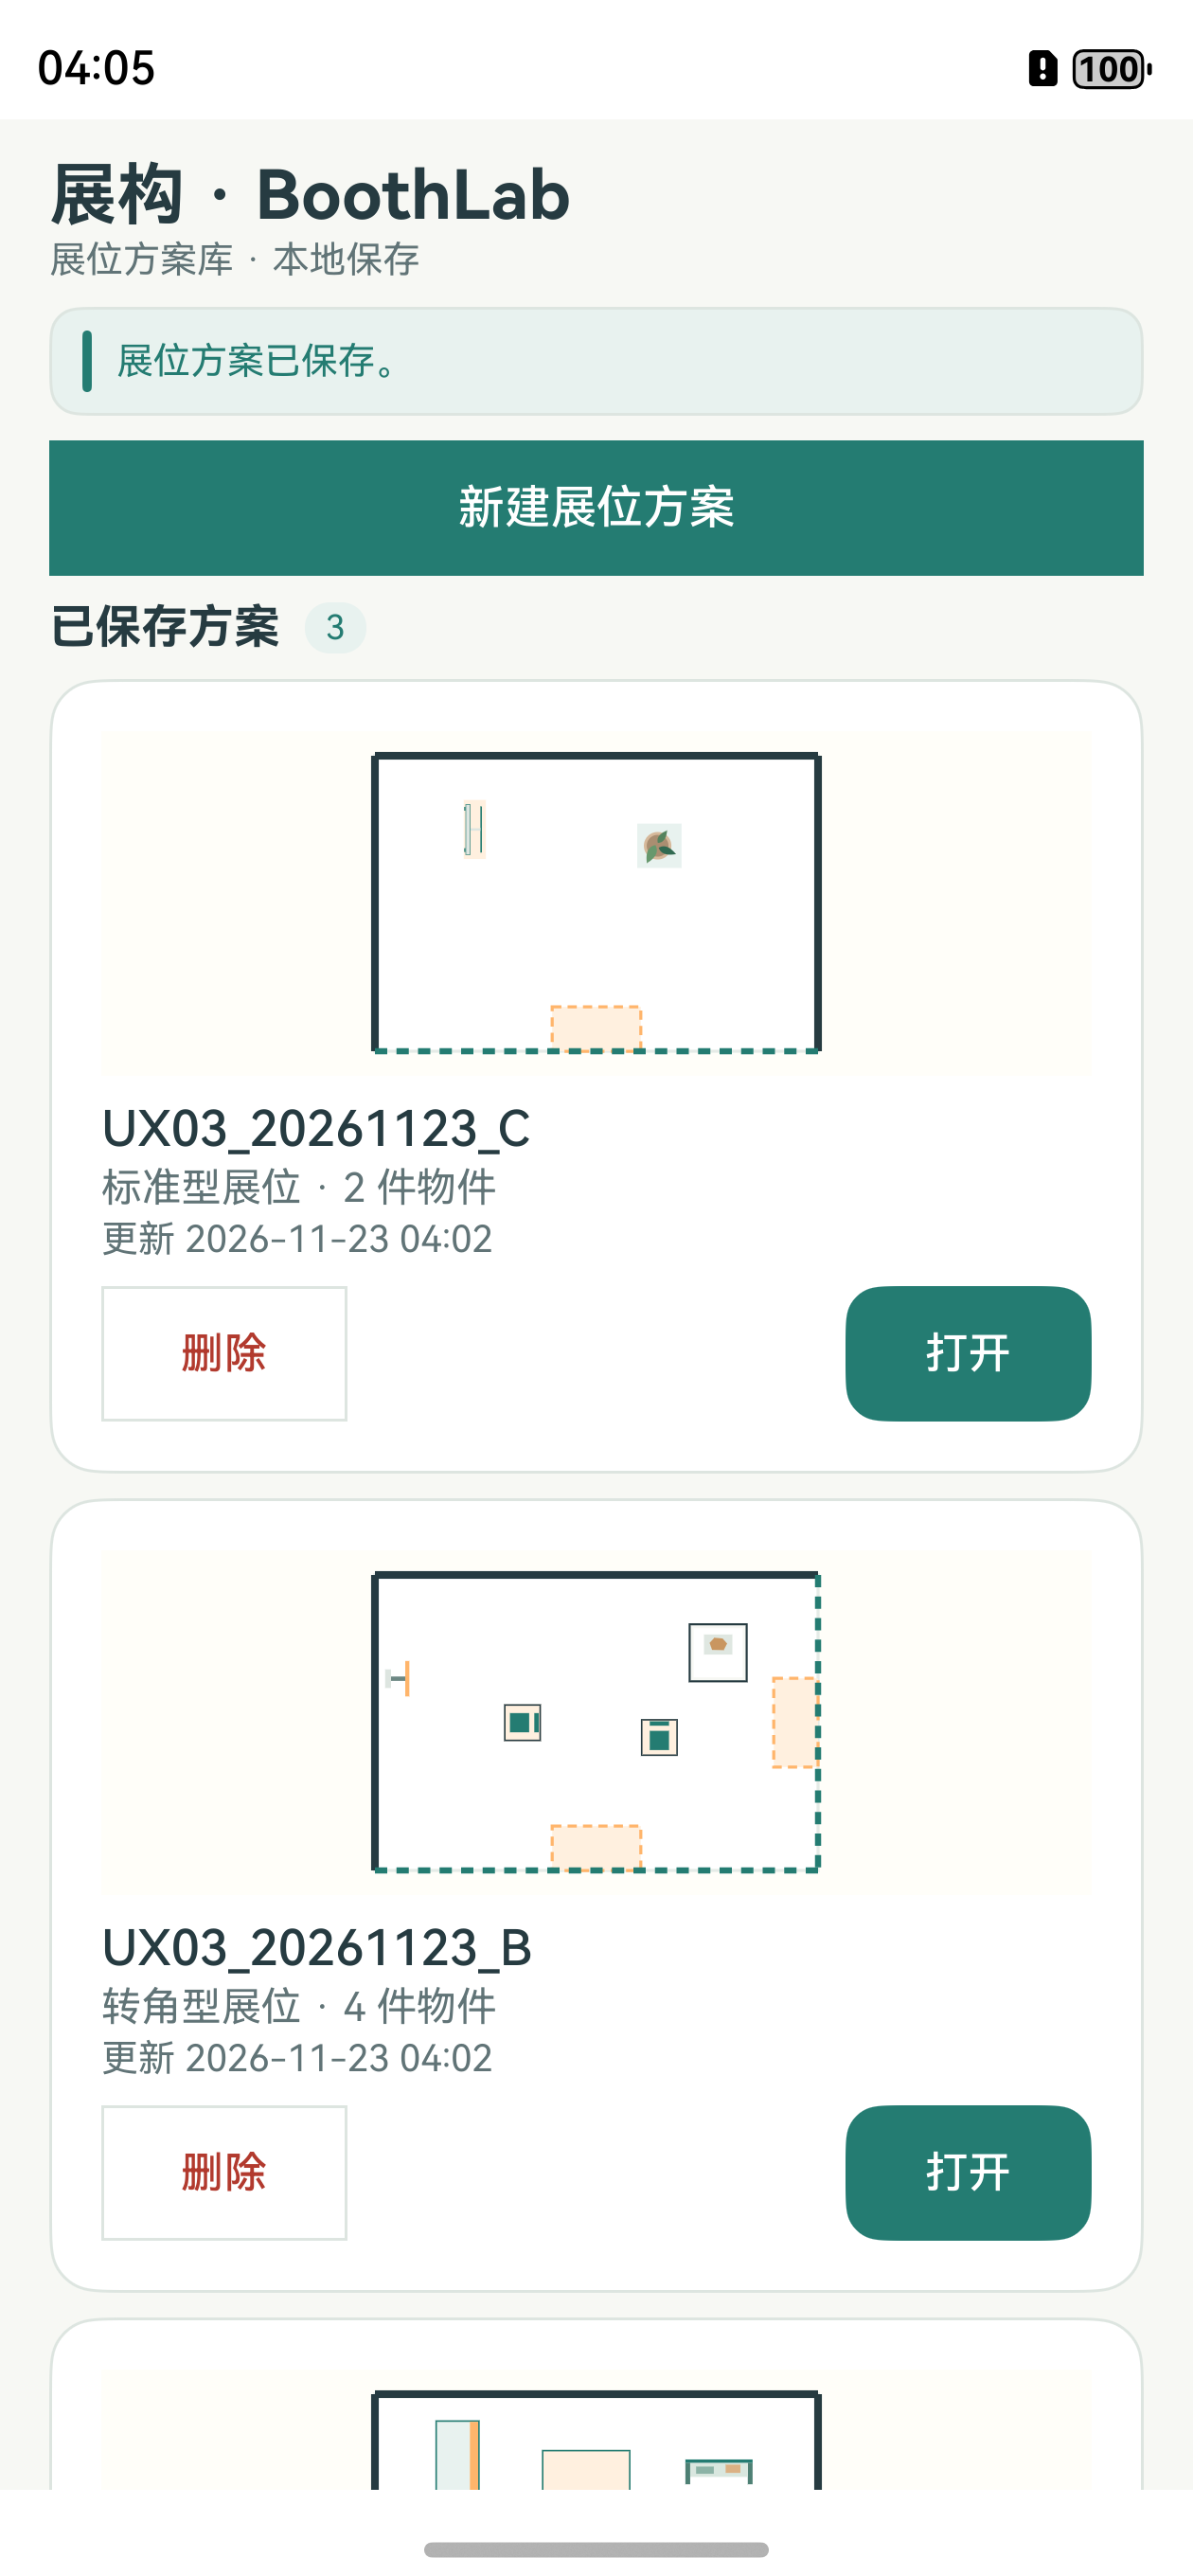 04:05
100
展构 · BoothLab
展位方案库 · 本地保存
展位方案已保存。
新建展位方案
已保存方案 3
UX03_20261123_C
标准型展位 · 2 件物件
更新 2026-11-23 04:02
删除 打开
UX03_20261123_B
转角型展位 · 4 件物件
更新 2026-11-23 04:02
删除 打开